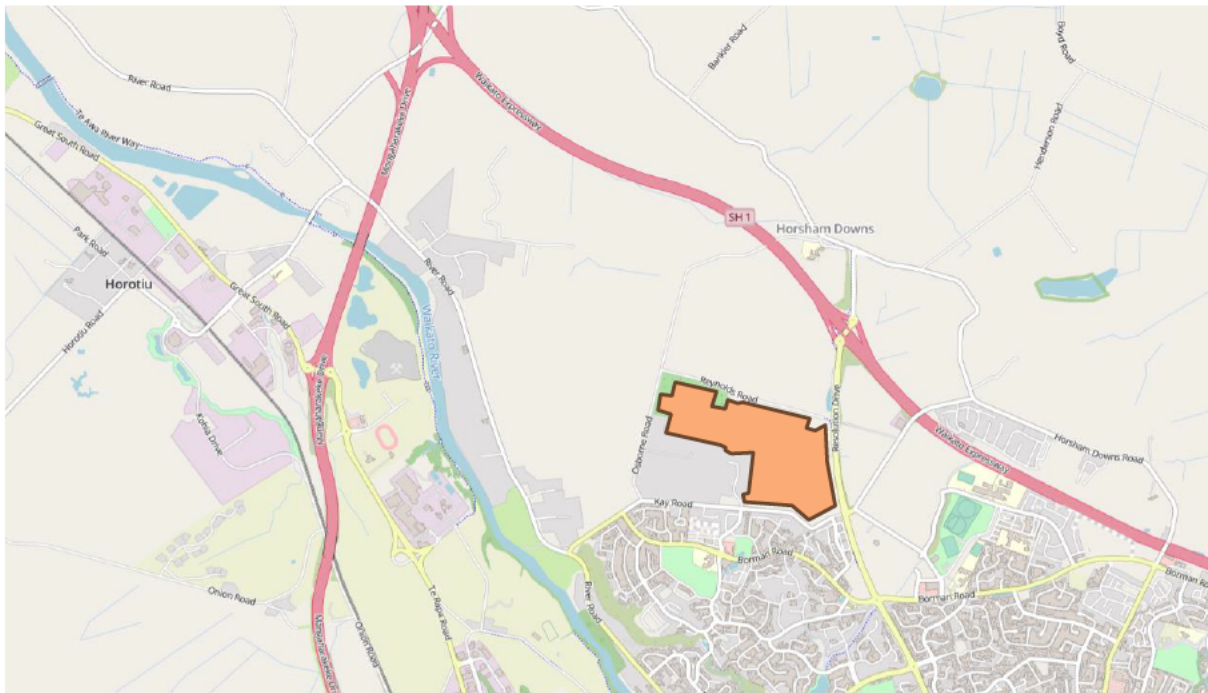 River Road
Te Awa River Way
Great South Road
Park Road
Horotiu
Horotiu Road
Great South Road
Waikato Expressway
Bankier Road
Boyd Road
Henderson Road
SH 1
Horsham Downs
River Road
Waikato River
Kohia Drive
Reynolds Road
Osborne Road
Resolution Drive
Waikato Expressway
Horsham Downs Road
Kay Road
Borman Road
Borman Road
Borman
River Road
Te Rapa Road
Onion Road
Onion Road